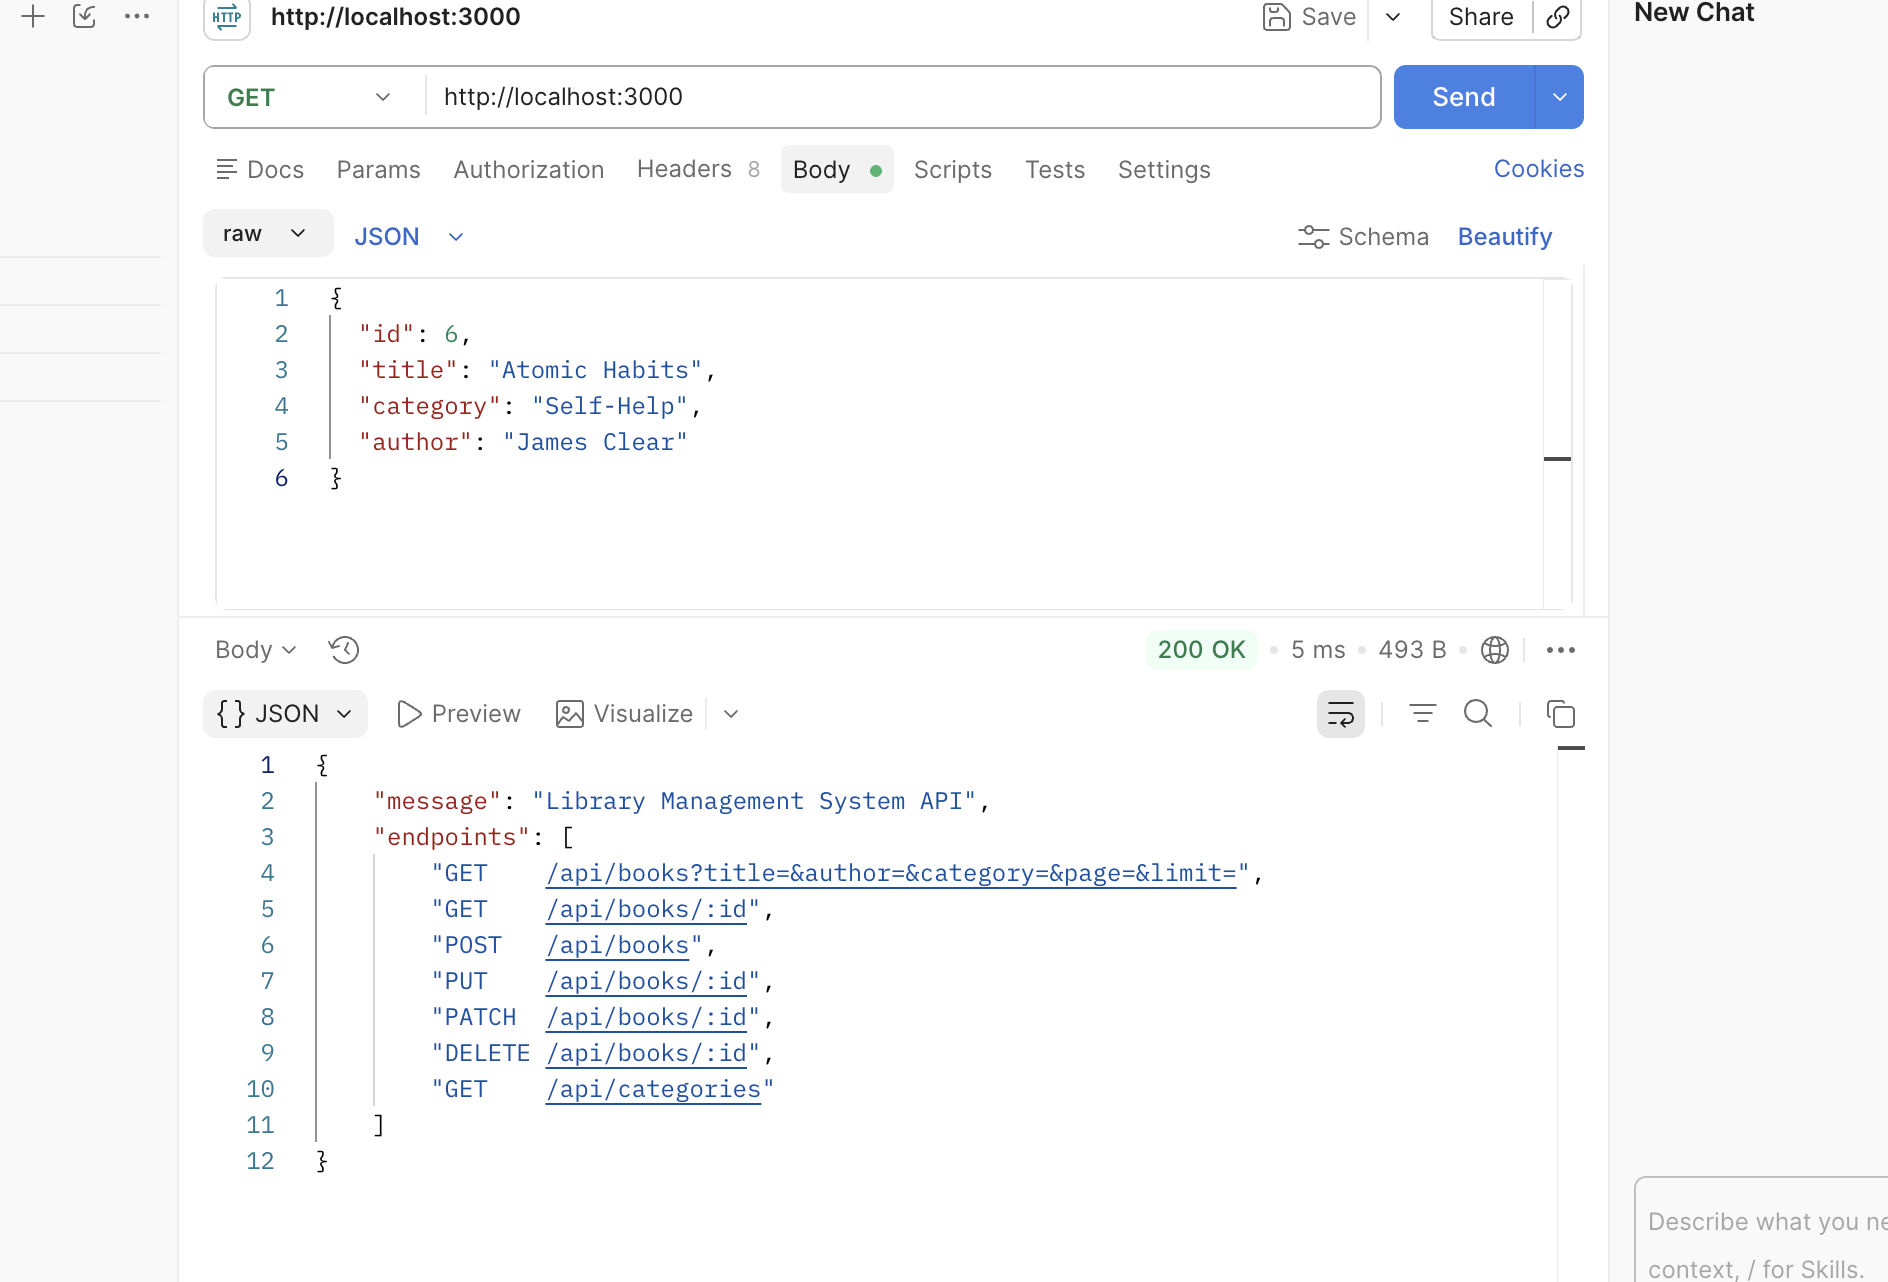 HTTP http://localhost:3000 Save Share New Chat
GET http://localhost:3000 Send
Docs Params Authorization Headers 8 Body Scripts Tests Settings Cookies
raw JSON Schema Beautify
1 {
2 "id": 6,
3 "title": "Atomic Habits",
4 "category": "Self-Help",
5 "author": "James Clear"
6 }
Body 200 OK 5 ms 493 B
{} JSON Preview Visualize
1 {
2 "message": "Library Management System API",
3 "endpoints": [
4 "GET    /api/books?title=&author=&category=&page=&limit=",
5 "GET    /api/books/:id",
6 "POST   /api/books",
7 "PUT    /api/books/:id",
8 "PATCH  /api/books/:id",
9 "DELETE /api/books/:id",
10 "GET    /api/categories"
11 ]
12 }
Describe what you ne
context, / for Skills.